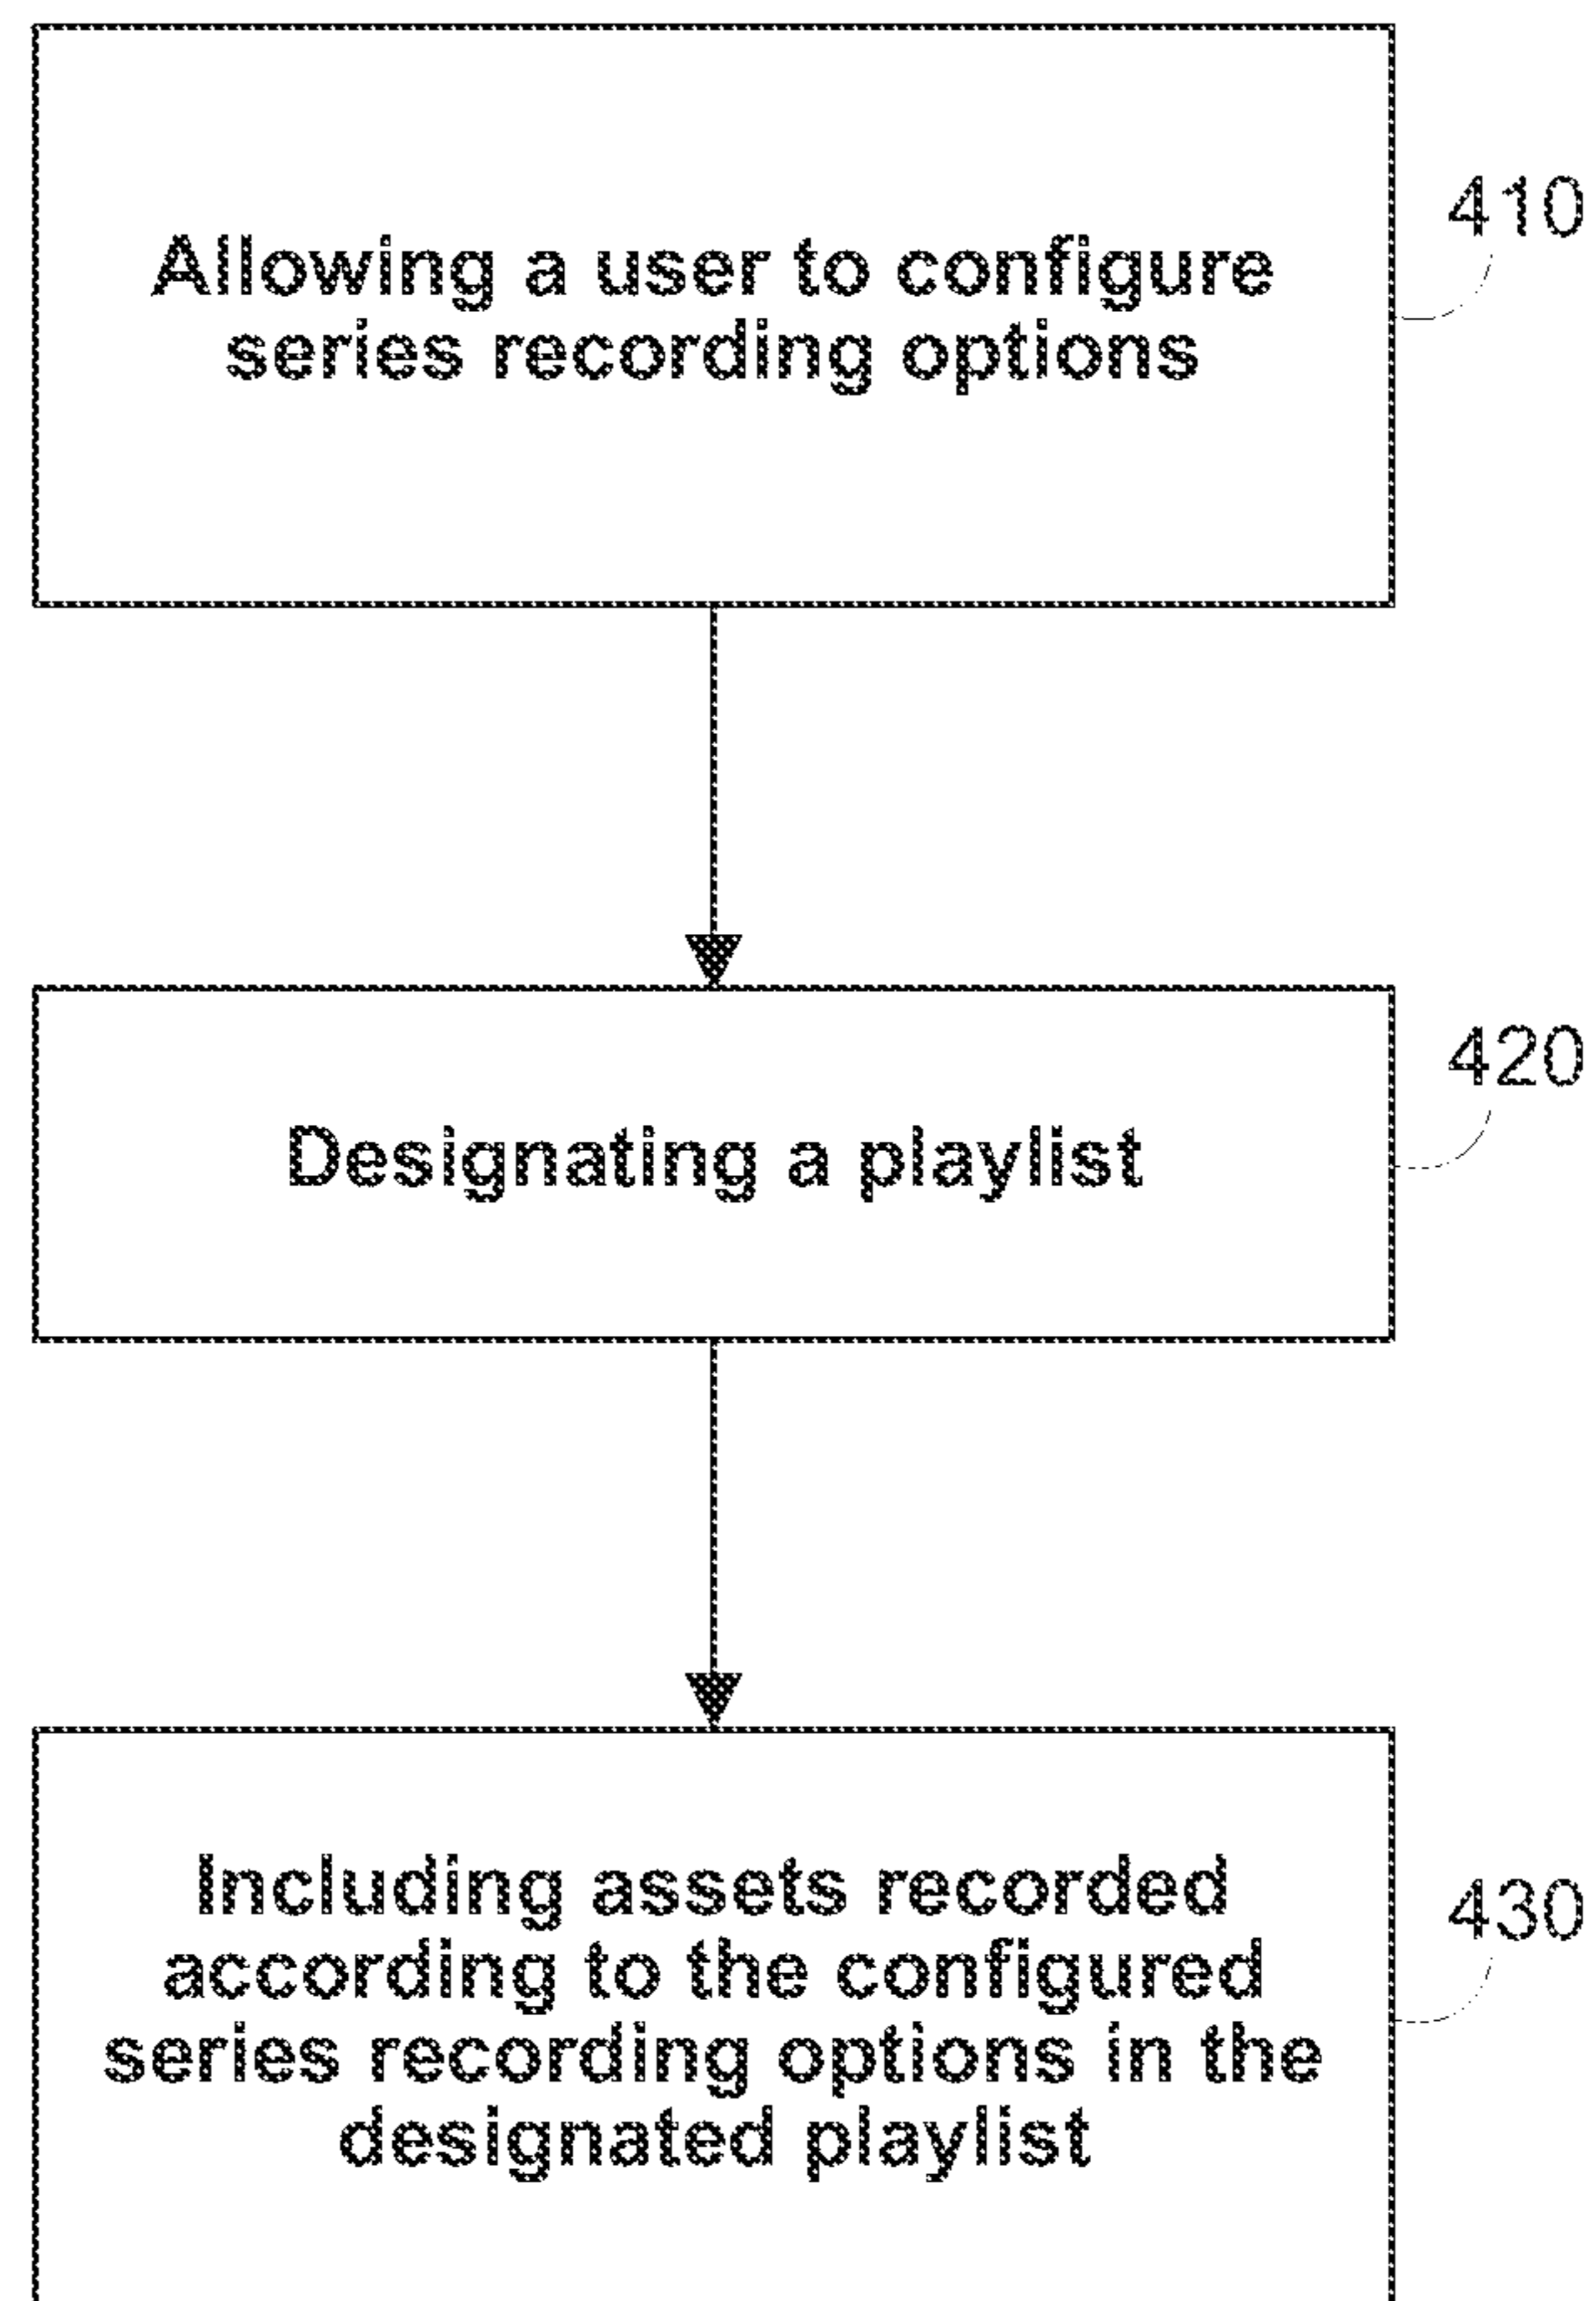 Allowing a user to configure
series recording options
410
Designating a playlist
420
Including assets recorded
according to the configured
series recording options in the
designated playlist
430